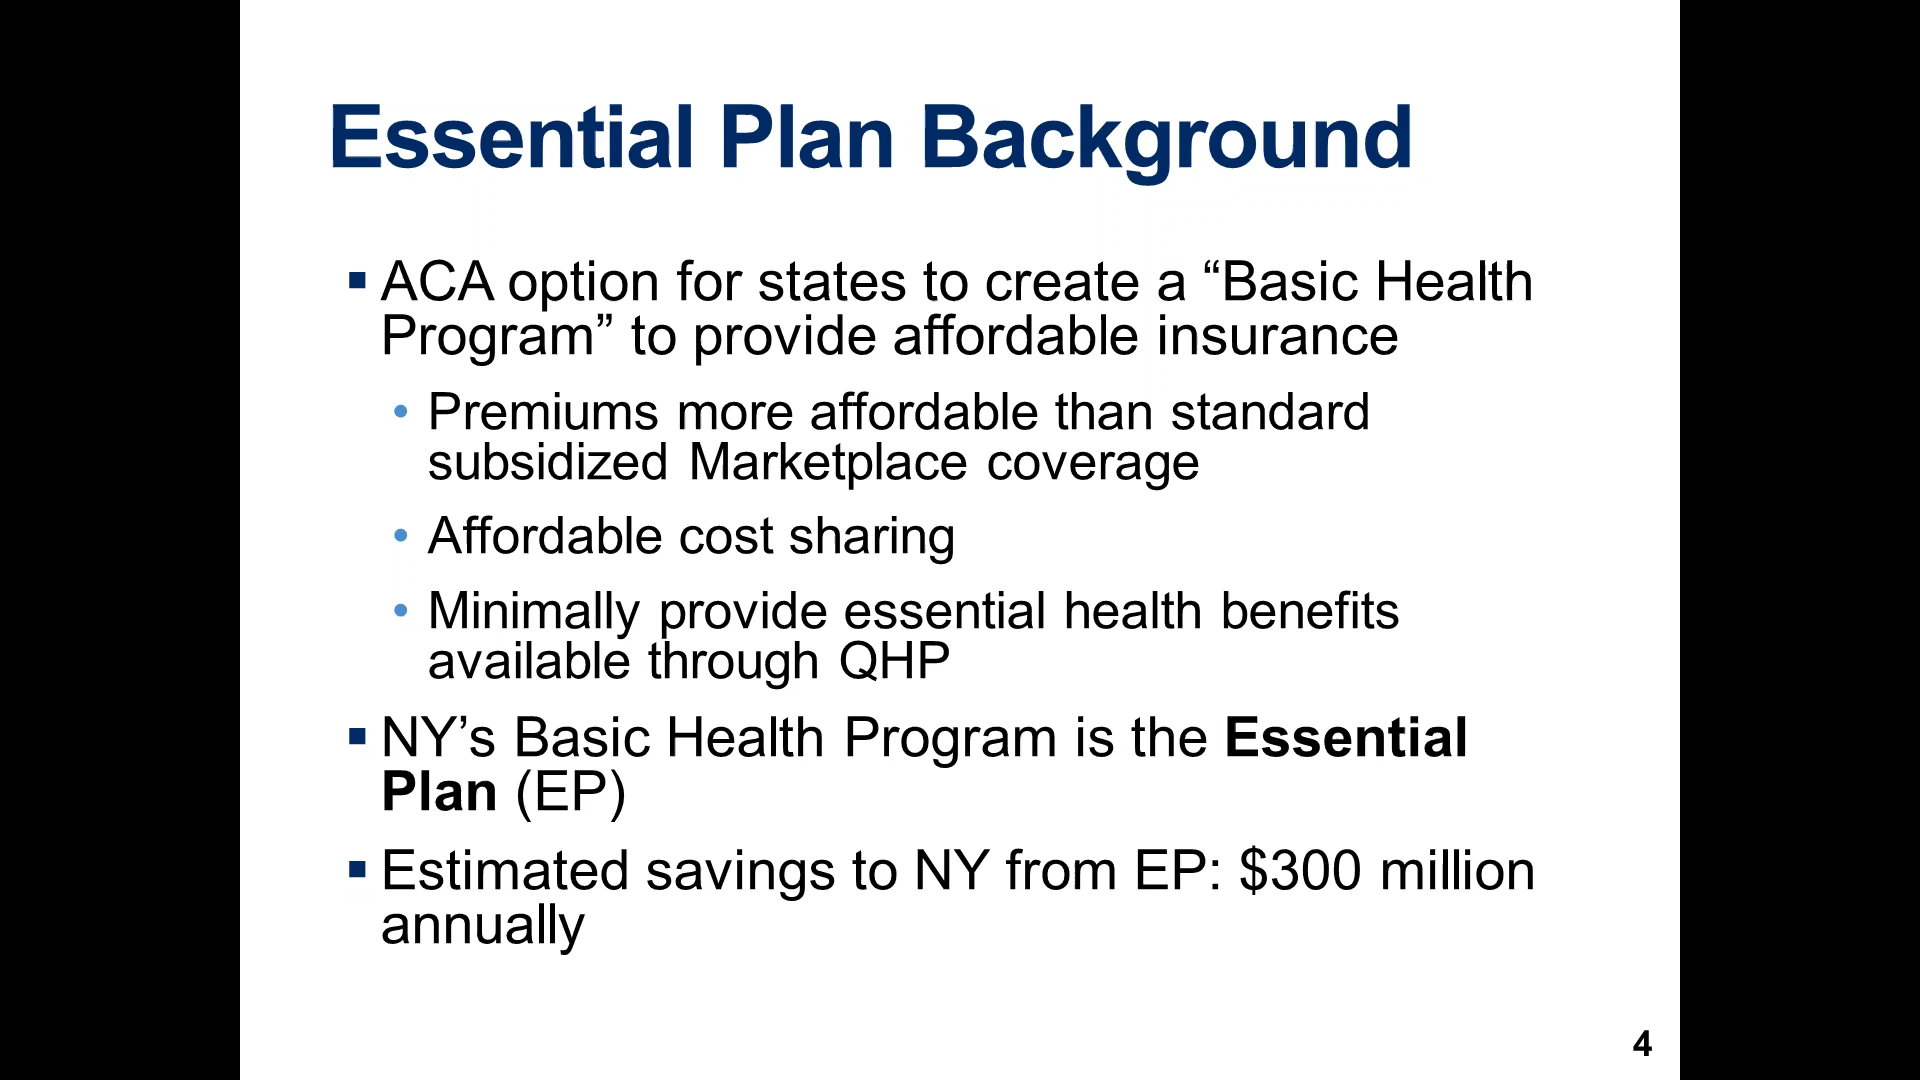 Essential Plan Background
▪ ACA option for states to create a “Basic Health
Program” to provide affordable insurance
• Premiums more affordable than standard
subsidized Marketplace coverage
• Affordable cost sharing
• Minimally provide essential health benefits
available through QHP
▪ NY’s Basic Health Program is the Essential
Plan (EP)
▪ Estimated savings to NY from EP: $300 million
annually
4